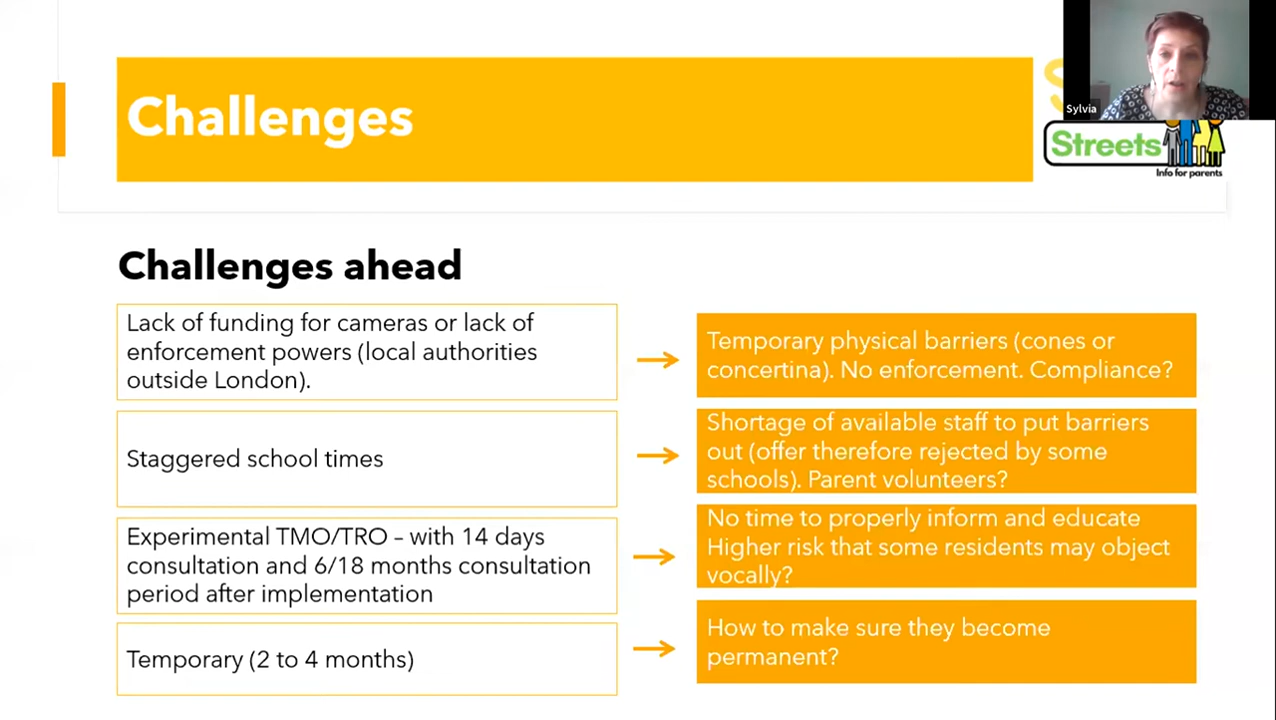 Challenges
Sylvia
Streets
Info for parents
Challenges ahead
Lack of funding for cameras or lack of
enforcement powers (local authorities
outside London).
Temporary physical barriers (cones or
concertina). No enforcement. Compliance?
Staggered school times
Shortage of available staff to put barriers
out (offer therefore rejected by some
schools). Parent volunteers?
Experimental TMO/TRO – with 14 days
consultation and 6/18 months consultation
period after implementation
No time to properly inform and educate
Higher risk that some residents may object
vocally?
Temporary (2 to 4 months)
How to make sure they become
permanent?